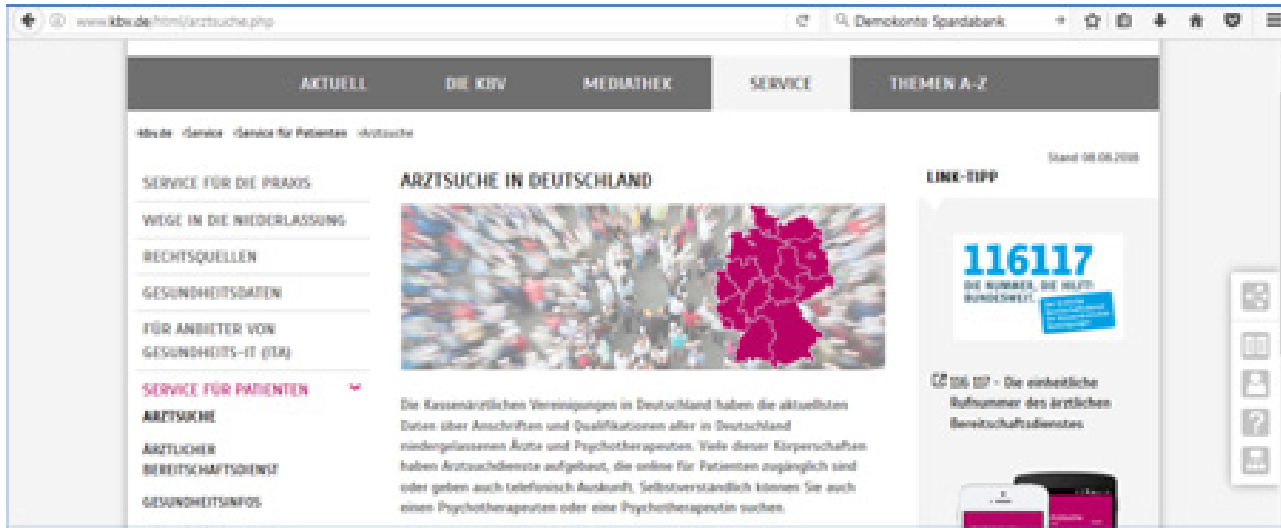 www.kbv.de/html/arztsuche.php
Demokonto Spardabank
AKTUELL DIE KBV MEDIATHEK SERVICE THEMEN A-Z
kbv.de Service Service für Patienten Arztsuche
Stand 08.08.2018
SERVICE FÜR DIE PRAXIS
WEGE IN DIE NIEDERLASSUNG
RECHTSQUELLEN
GESUNDHEITSDATEN
FÜR ANBIETER VON
GESUNDHEITS-IT (ITA)
SERVICE FÜR PATIENTEN
ARZTSUCHE
ÄRZTLICHER
BEREITSCHAFTSDIENST
GESUNDHEITSINFOS
ARZTSUCHE IN DEUTSCHLAND
Die Kassenärztlichen Vereinigungen in Deutschland haben die aktuellsten
Daten über Anschriften und Qualifikationen aller in Deutschland
niedergelassenen Ärzte und Psychotherapeuten. Viele dieser Körperschaften
haben Arztsuchdienste aufgebaut, die online für Patienten zugänglich sind
oder geben auch telefonisch Auskunft. Selbstverständlich können Sie auch
einen Psychotherapeuten oder eine Psychotherapeutin suchen.
LINK-TIPP
116117
DIE NUMMER, DIE HILFT!
BUNDESWEIT.
116 117 - Die einheitliche
Rufnummer des ärztlichen
Bereitschaftsdienstes